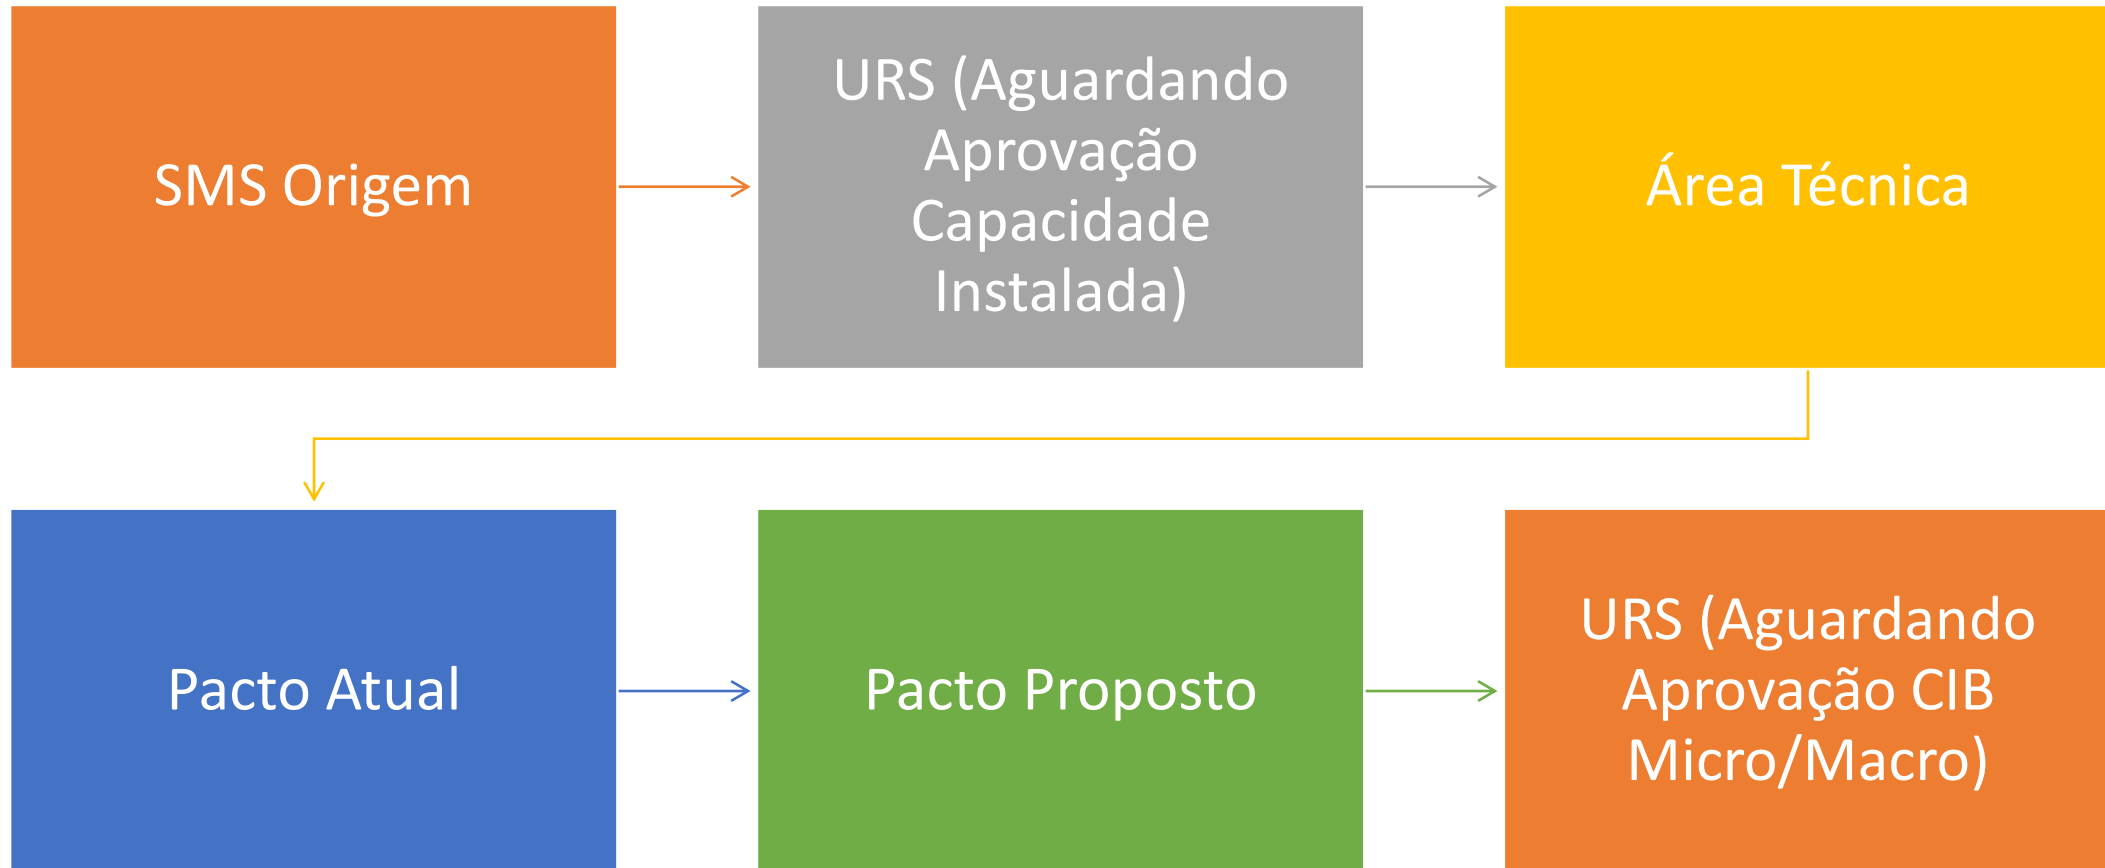 SMS Origem
URS (Aguardando
Aprovação
Capacidade
Instalada)
Área Técnica
Pacto Atual
Pacto Proposto
URS (Aguardando
Aprovação CIB
Micro/Macro)